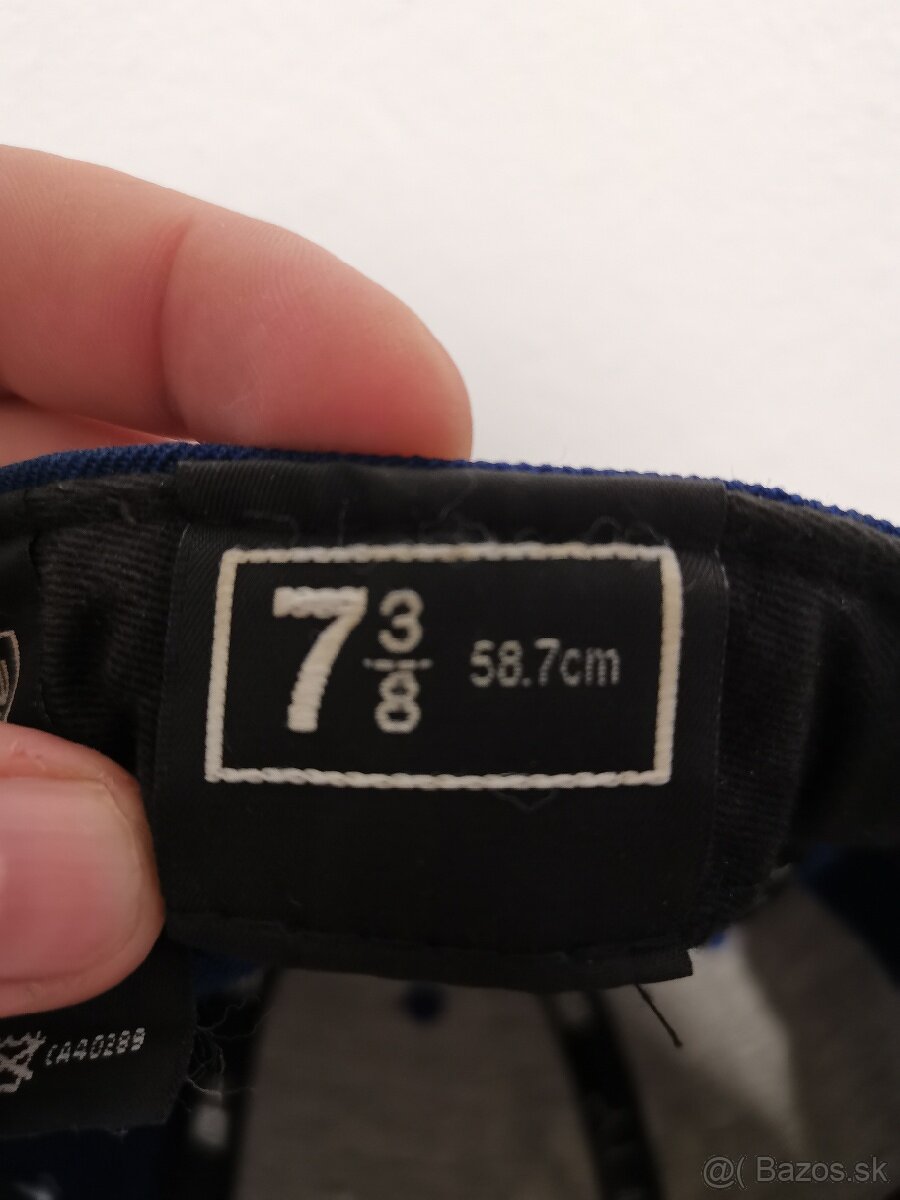 7 3/8 58.7cm
CA40289
@( Bazos.sk